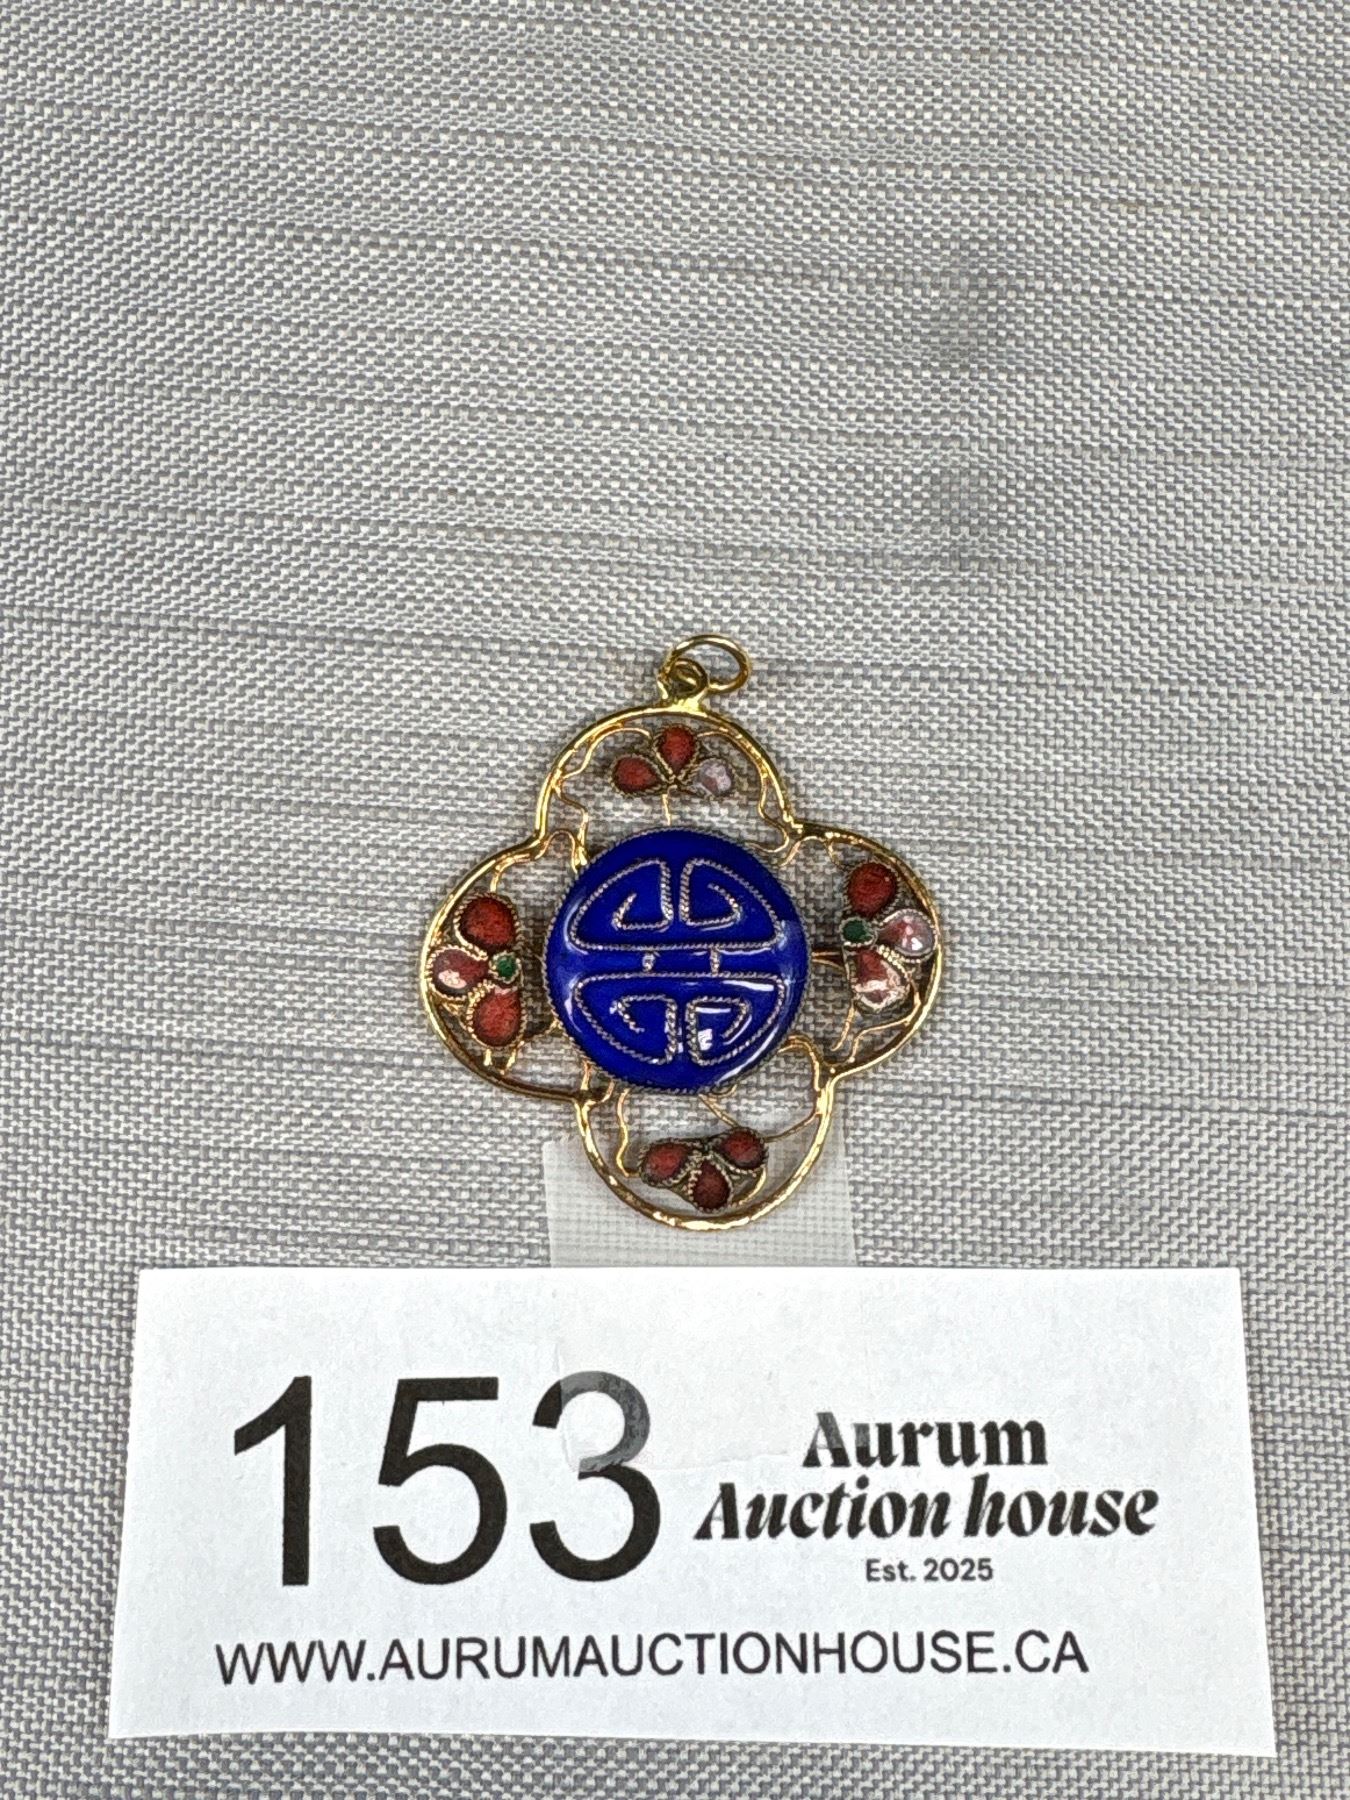 153
Aurum
Auction house
Est. 2025
WWW.AURUMAUCTIONHOUSE.CA